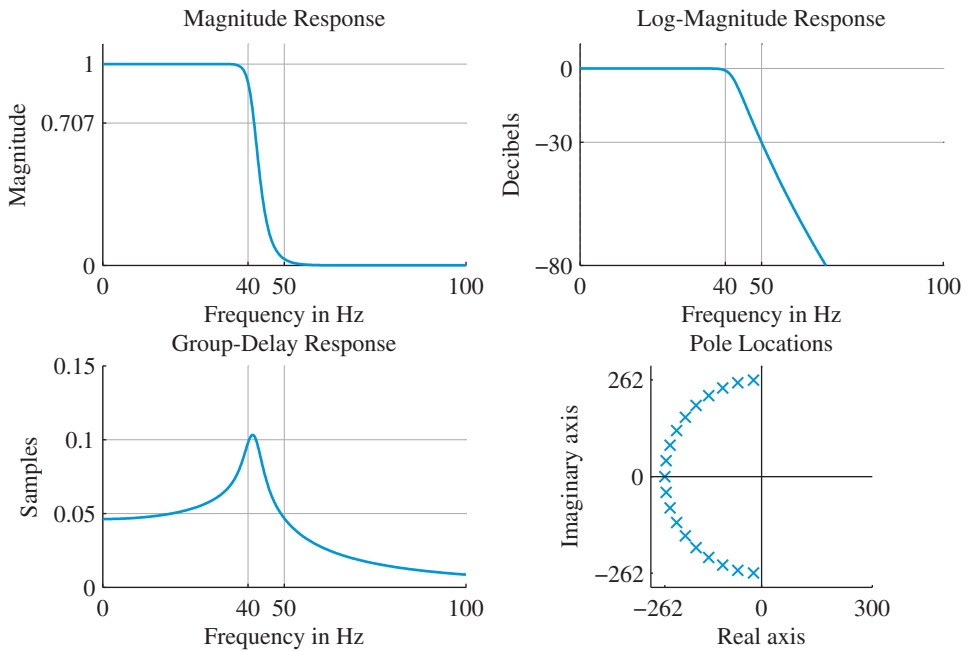 Magnitude Response
Magnitude
1
0.707
0
0 40 50 100
Frequency in Hz
Log-Magnitude Response
Decibels
0
−30
−80
0 40 50 100
Frequency in Hz
Group-Delay Response
Samples
0.15
0.1
0.05
0
0 40 50 100
Frequency in Hz
Pole Locations
Imaginary axis
262
0
−262
−262 0 300
Real axis